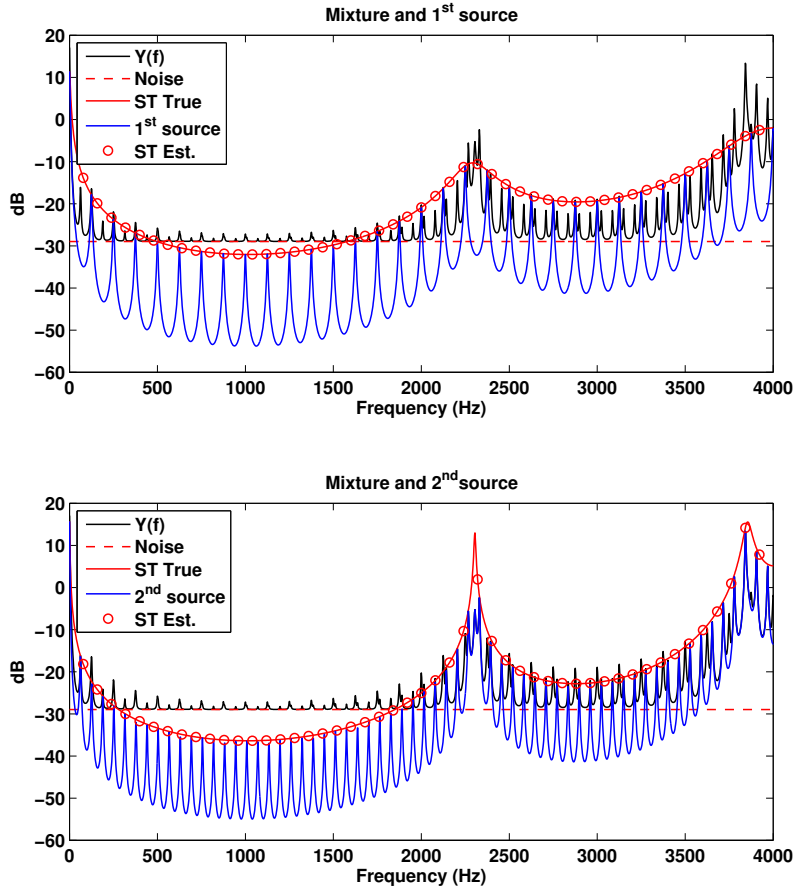 Mixture and 1st source
20
10
0
−10
−20
−30
−40
−50
−60
dB
Y(f)
Noise
ST True
1st source
ST Est.
0 500 1000 1500 2000 2500 3000 3500 4000
Frequency (Hz)
Mixture and 2nd source
20
10
0
−10
−20
−30
−40
−50
−60
dB
Y(f)
Noise
ST True
2nd source
ST Est.
0 500 1000 1500 2000 2500 3000 3500 4000
Frequency (Hz)